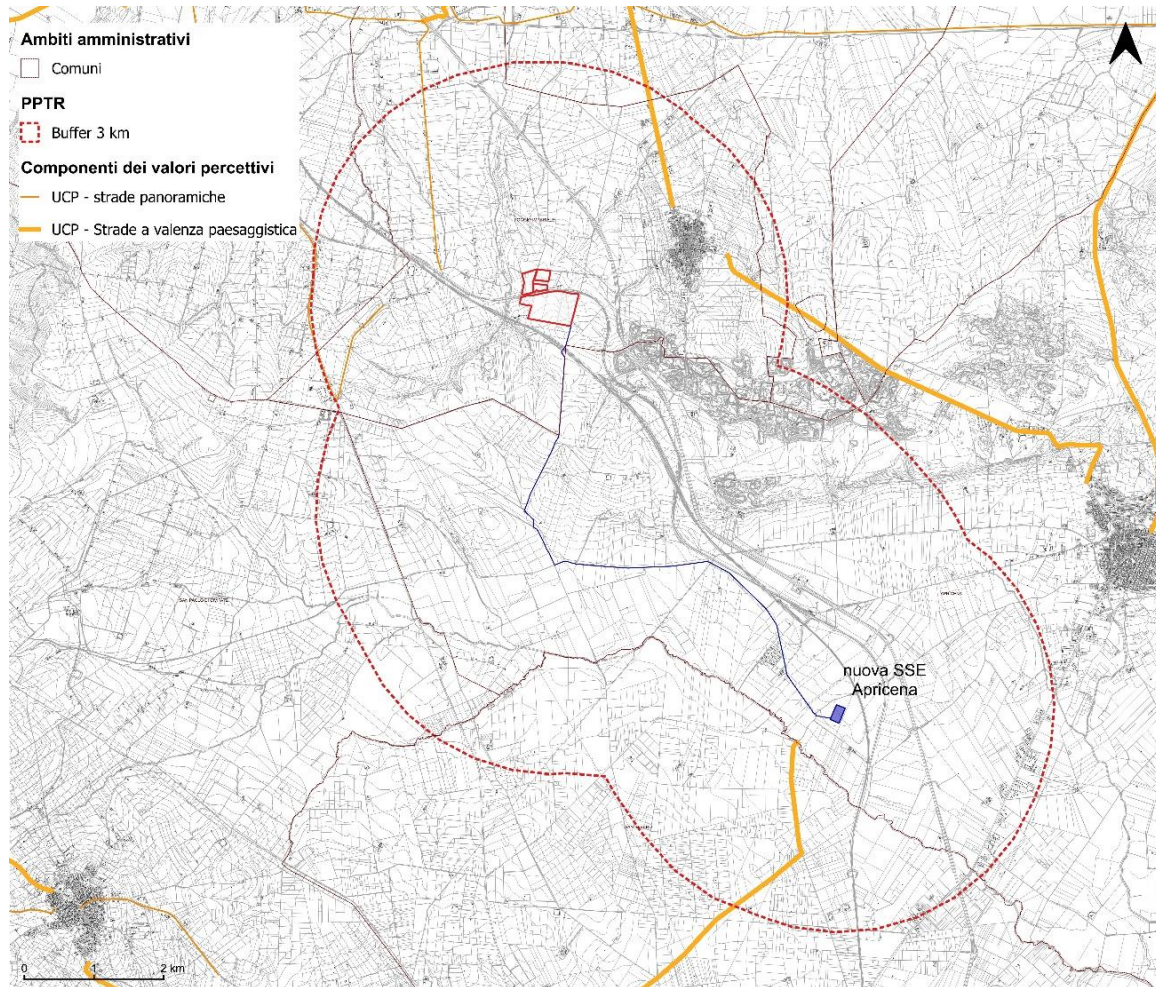 Ambiti amministrativi
Comuni
PPTR
Buffer 3 km
Componenti dei valori percettivi
UCP - strade panoramiche
UCP - Strade a valenza paesaggistica
nuova SSE
Apricena
0 1 2 km